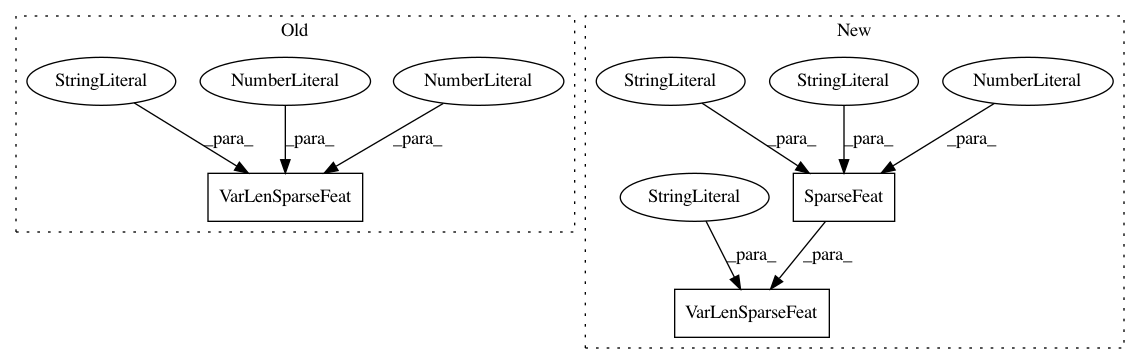 Old
New
StringLiteral
NumberLiteral
NumberLiteral
StringLiteral
StringLiteral
NumberLiteral
_para_
_para_
_para_
_para_
_para_
_para_
VarLenSparseFeat
StringLiteral
SparseFeat
_para_
_para_
VarLenSparseFeat